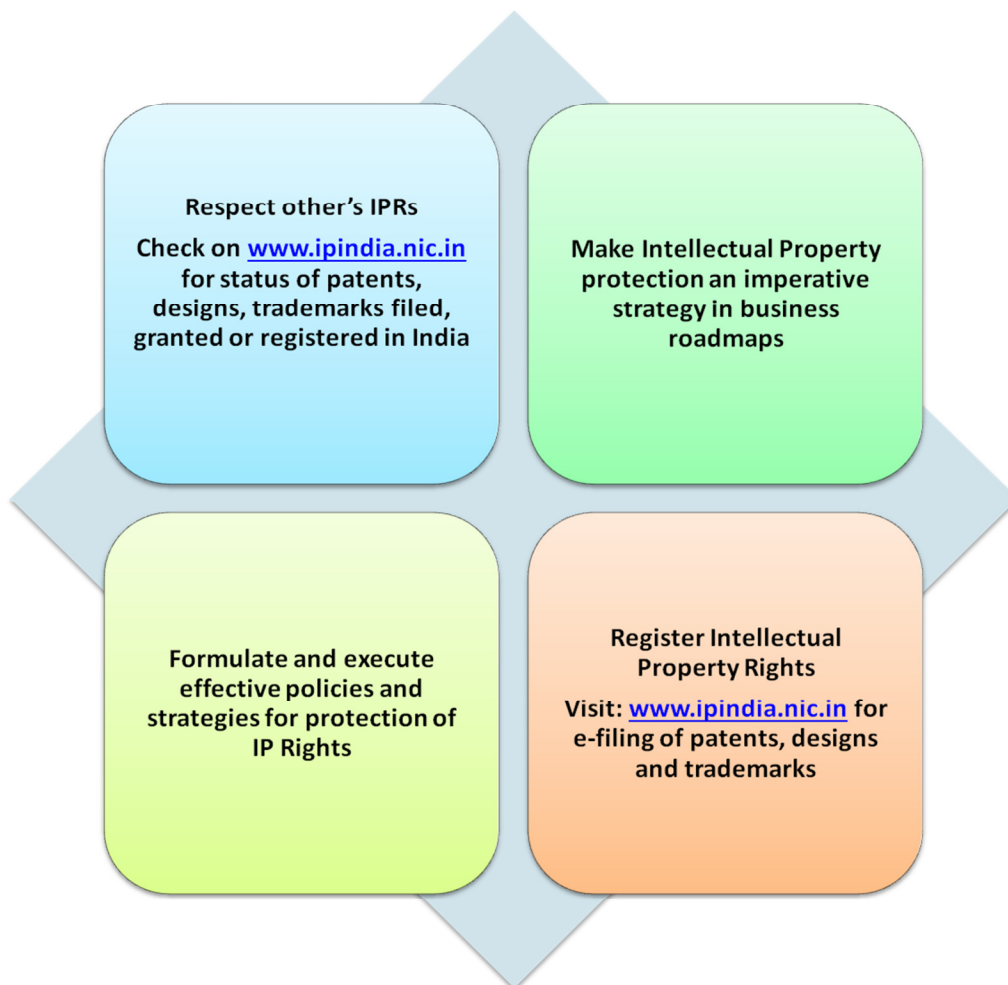 Respect other's IPRs
Check on www.ipindia.nic.in
for status of patents,
designs, trademarks filed,
granted or registered in India
Make Intellectual Property
protection an imperative
strategy in business
roadmaps
Formulate and execute
effective policies and
strategies for protection of
IP Rights
Register Intellectual
Property Rights
Visit: www.ipindia.nic.in for
e-filing of patents, designs
and trademarks